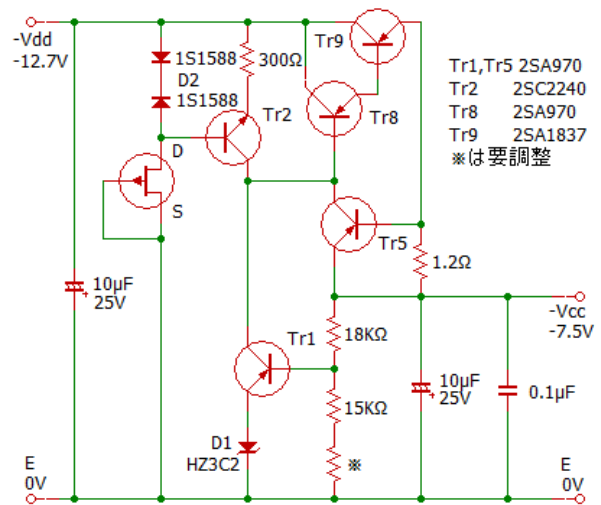 -Vdd
-12.7V
1S1588
D2
1S1588
300Ω
Tr9
Tr2
Tr8
Tr1,Tr5 2SA970
Tr2 2SC2240
Tr8 2SA970
Tr9 2SA1837
※は要調整
D
S
Tr5
1.2Ω
10μF
25V
-Vcc
-7.5V
Tr1
18KΩ
10μF
25V
0.1μF
15KΩ
D1
HZ3C2
※
E
0V
E
0V
+
+